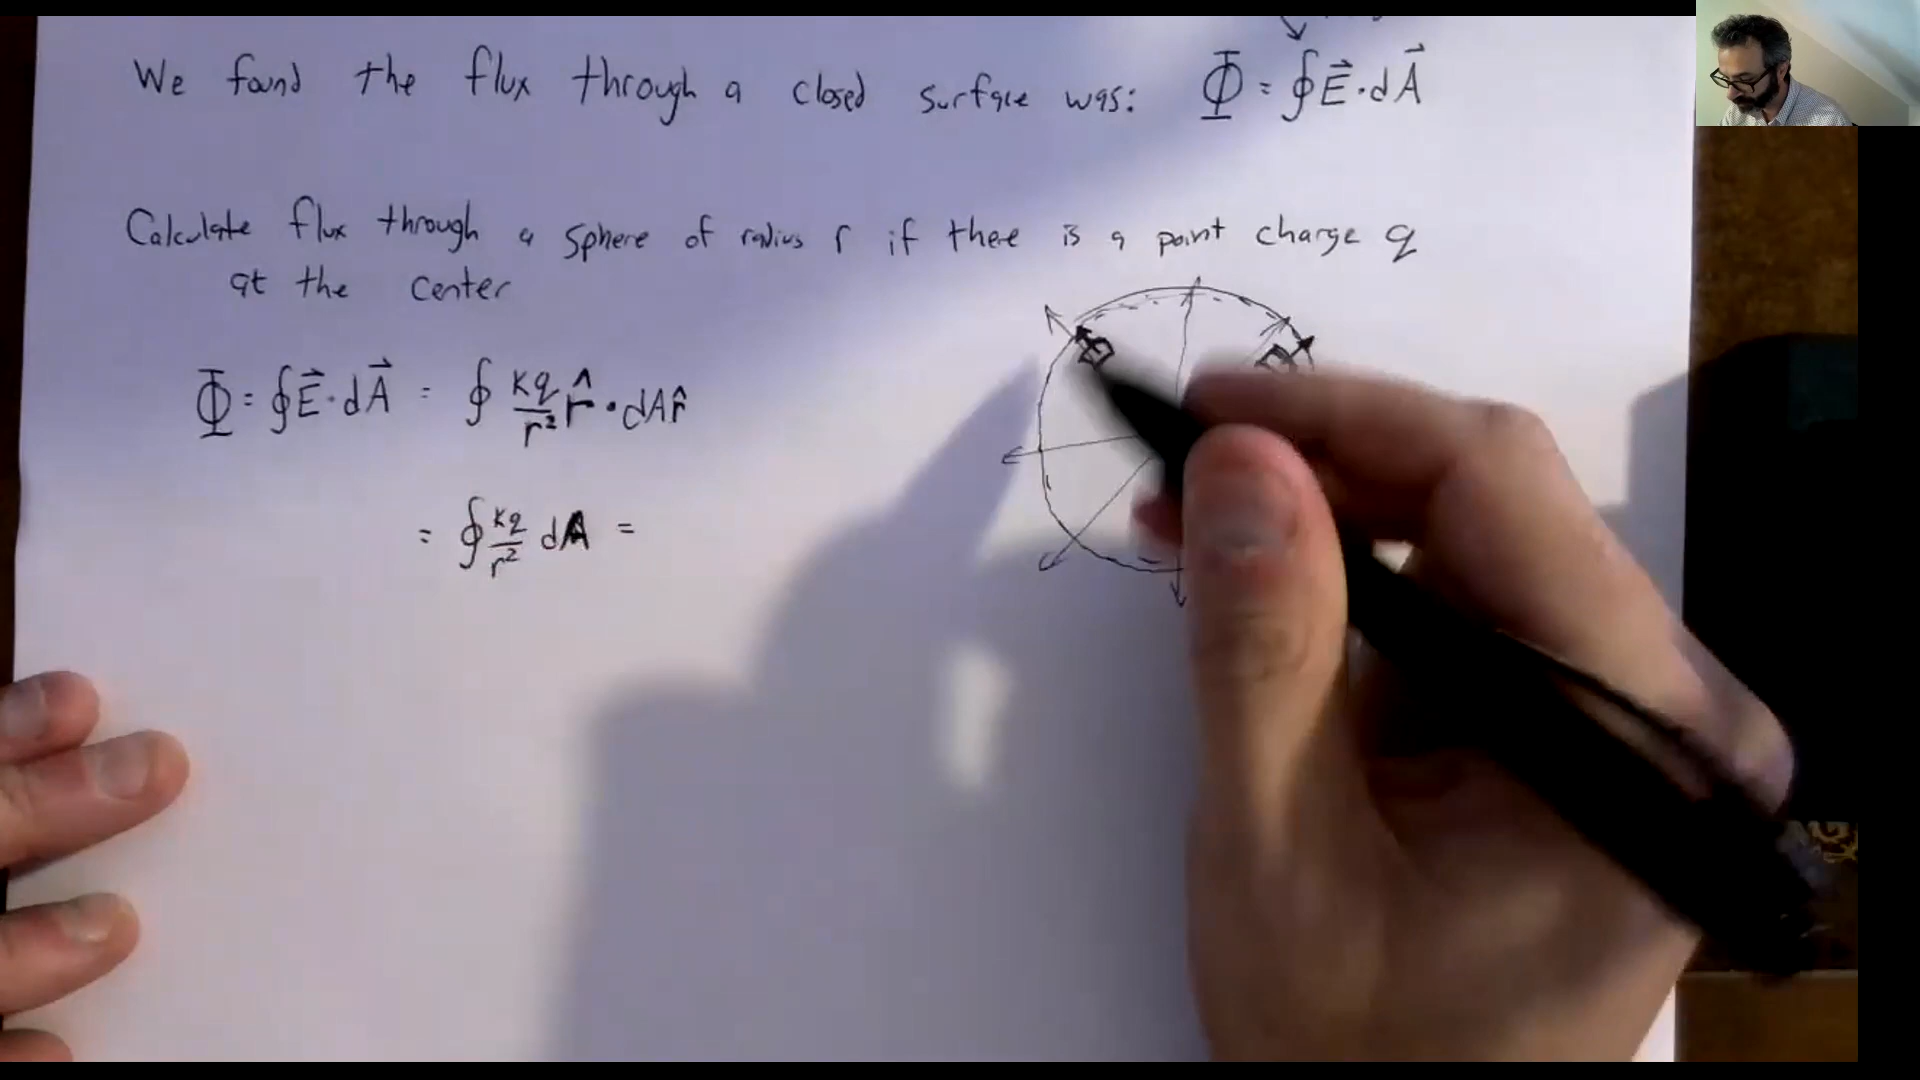 We found the flux through a closed surface was: Φ = ∮E⃗·dA⃗
Calculate flux through a sphere of radius r if there is a point charge q
at the center
Φ = ∮E⃗·dA⃗ = ∮ kq/r² r̂ · dAr̂
= ∮ kq/r² dA =